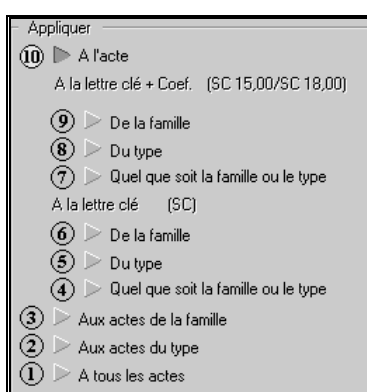 Appliquer
10 A l'acte
A la lettre clé + Coef. (SC 15,00/SC 18,00)
9 De la famille
8 Du type
7 Quel que soit la famille ou le type
A la lettre clé (SC)
6 De la famille
5 Du type
4 Quel que soit la famille ou le type
3 Aux actes de la famille
2 Aux actes du type
1 A tous les actes